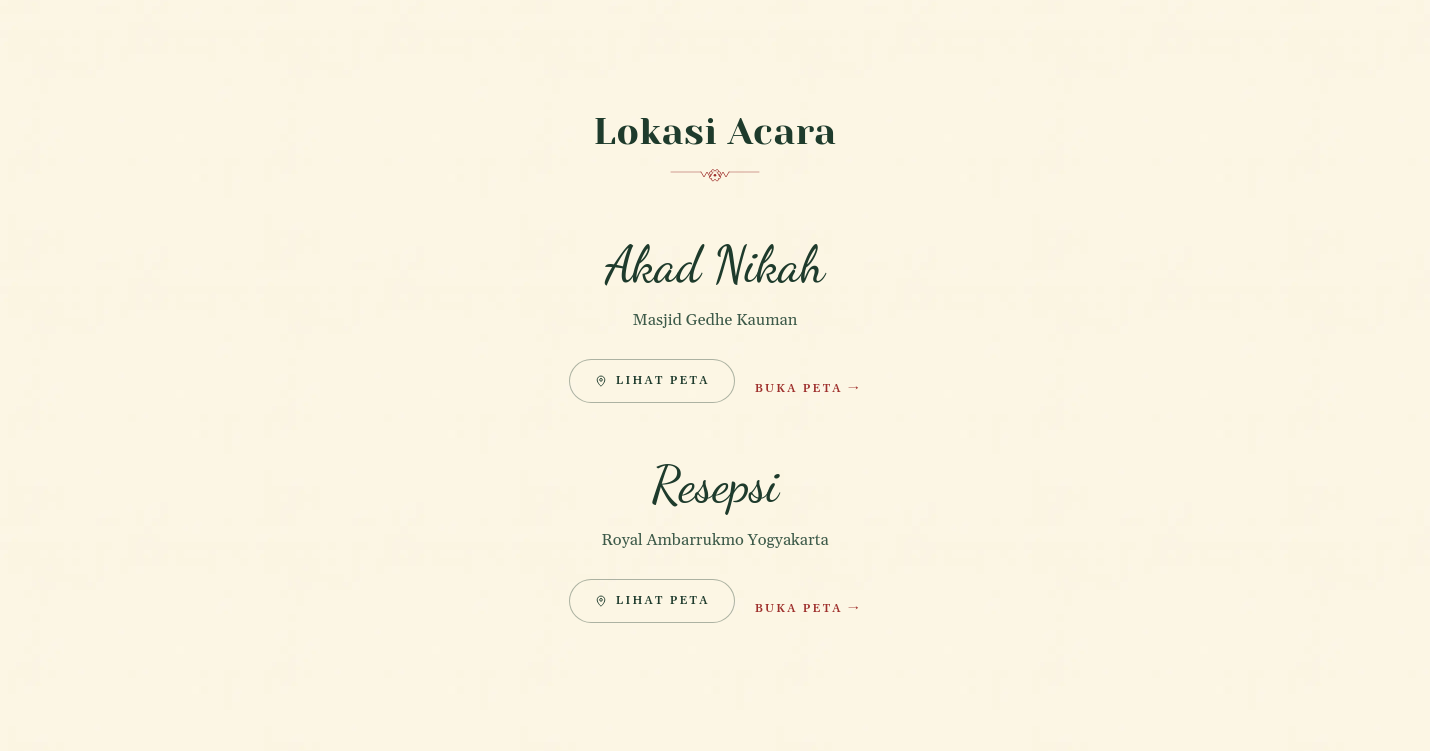 Lokasi Acara
Akad Nikah
Masjid Gedhe Kauman
LIHAT PETA
BUKA PETA →
Resepsi
Royal Ambarrukmo Yogyakarta
LIHAT PETA
BUKA PETA →